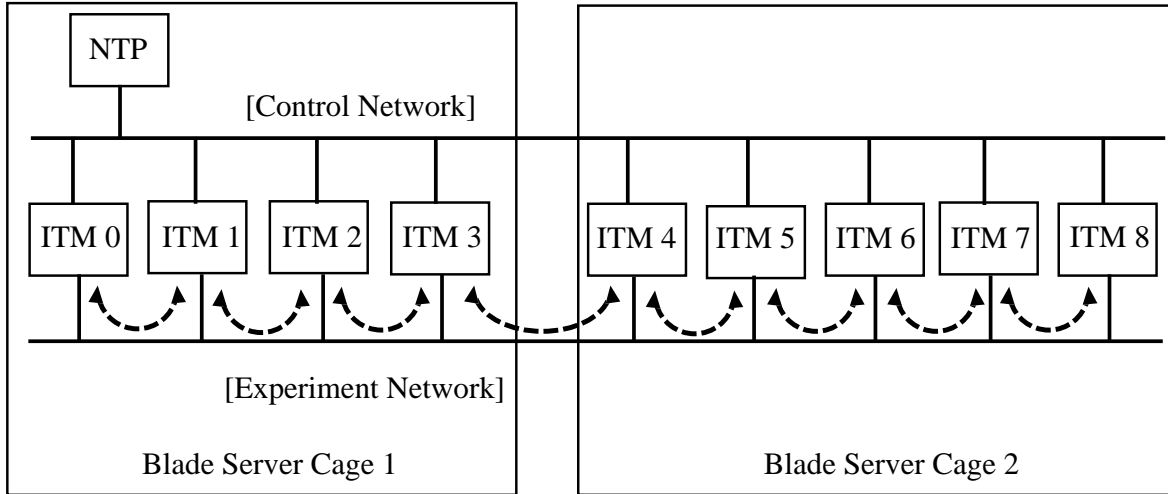 NTP
[Control Network]
ITM 0
ITM 1
ITM 2
ITM 3
ITM 4
ITM 5
ITM 6
ITM 7
ITM 8
[Experiment Network]
Blade Server Cage 1
Blade Server Cage 2